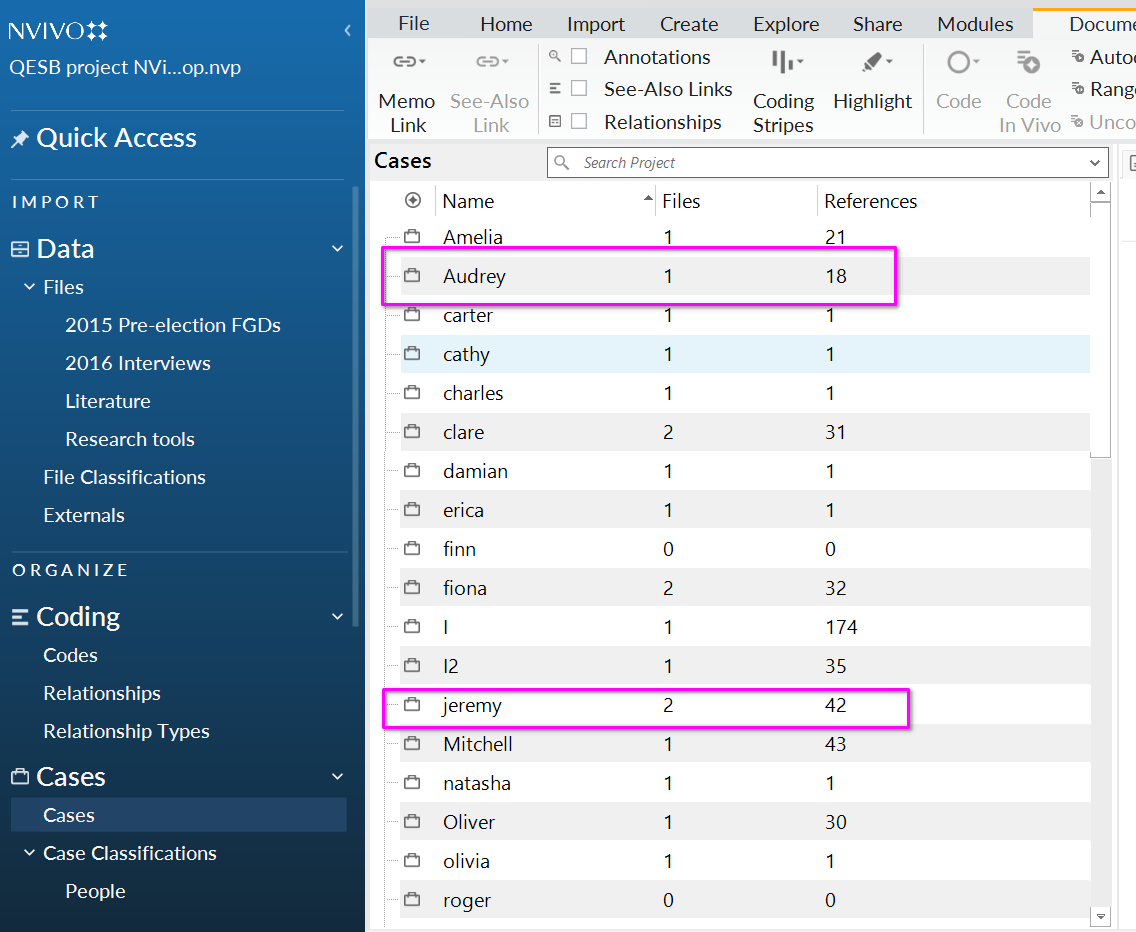 NVIVO
QESB project NVi...op.nvp
Quick Access
IMPORT
Data
Files
2015 Pre-election FGDs
2016 Interviews
Literature
Research tools
File Classifications
Externals
ORGANIZE
Coding
Codes
Relationships
Relationship Types
Cases
Cases
Case Classifications
People
File Home Import Create Explore Share Modules Docume
Memo Link
See-Also Link
Annotations
See-Also Links
Relationships
Coding Stripes
Highlight
Code
Code In Vivo
Autoc
Range
Unco
Cases
Search Project
Name Files References
Amelia 1 21
Audrey 1 18
carter 1 1
cathy 1 1
charles 1 1
clare 2 31
damian 1 1
erica 1 1
finn 0 0
fiona 2 32
I 1 174
I2 1 35
jeremy 2 42
Mitchell 1 43
natasha 1 1
Oliver 1 30
olivia 1 1
roger 0 0